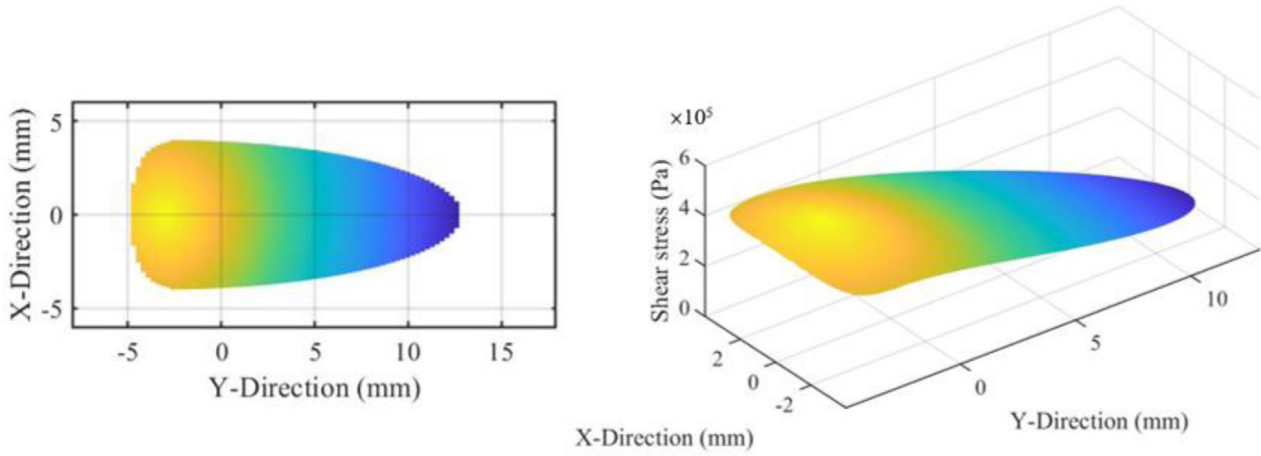 5
0
-5
X-Direction (mm)
-5 0 5 10 15
Y-Direction (mm)
×10⁵
6
4
2
0
Shear stress (Pa)
2
0
-2
X-Direction (mm)
0
5
10
Y-Direction (mm)